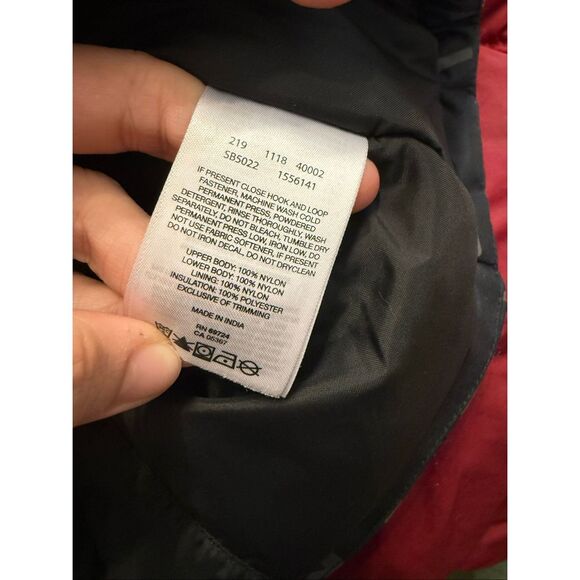 219 1118 40002
SB5022 1556141
IF PRESENT CLOSE HOOK AND LOOP
FASTENER, MACHINE WASH COLD
PERMANENT PRESS, POWDERED
DETERGENT, RINSE THOROUGHLY, WASH
SEPARATELY, DO NOT BLEACH, TUMBLE DRY
PERMANENT PRESS LOW, IRON LOW, DO
NOT USE FABRIC SOFTENER, IF PRESENT
DO NOT IRON DECAL, DO NOT DRYCLEAN
UPPER BODY: 100% NYLON
LOWER BODY: 100% NYLON
LINING: 100% NYLON
INSULATION: 100% POLYESTER
EXCLUSIVE OF TRIMMING
MADE IN INDIA
RN 69724
CA 05367